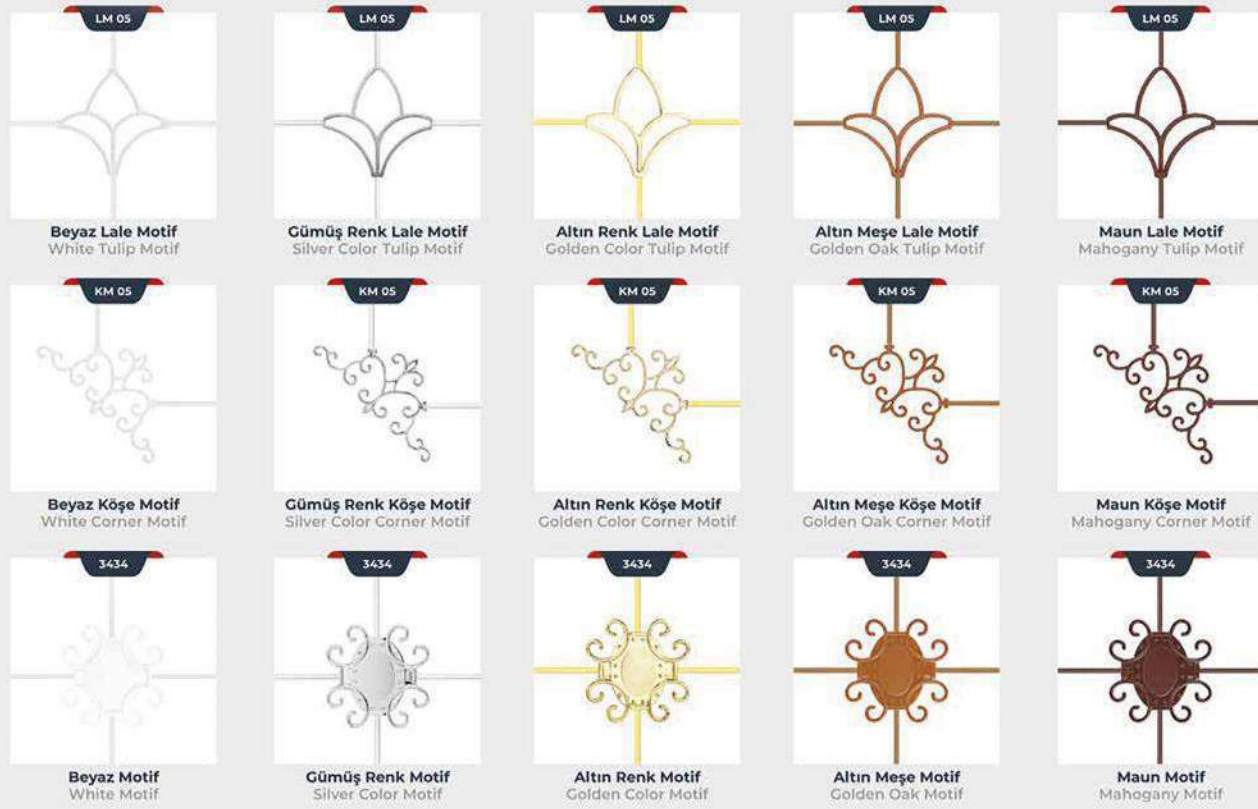 LM 05
LM 05
LM 05
LM 05
LM 05
Beyaz Lale Motif
White Tulip Motif
Gümüş Renk Lale Motif
Silver Color Tulip Motif
Altın Renk Lale Motif
Golden Color Tulip Motif
Altın Meşe Lale Motif
Golden Oak Tulip Motif
Maun Lale Motif
Mahogany Tulip Motif
KM 05
KM 05
KM 05
KM 05
KM 05
Beyaz Köşe Motif
White Corner Motif
Gümüş Renk Köşe Motif
Silver Color Corner Motif
Altın Renk Köşe Motif
Golden Color Corner Motif
Altın Meşe Köşe Motif
Golden Oak Corner Motif
Maun Köşe Motif
Mahogany Corner Motif
3434
3434
3434
3434
3434
Beyaz Motif
White Motif
Gümüş Renk Motif
Silver Color Motif
Altın Renk Motif
Golden Color Motif
Altın Meşe Motif
Golden Oak Motif
Maun Motif
Mahogany Motif